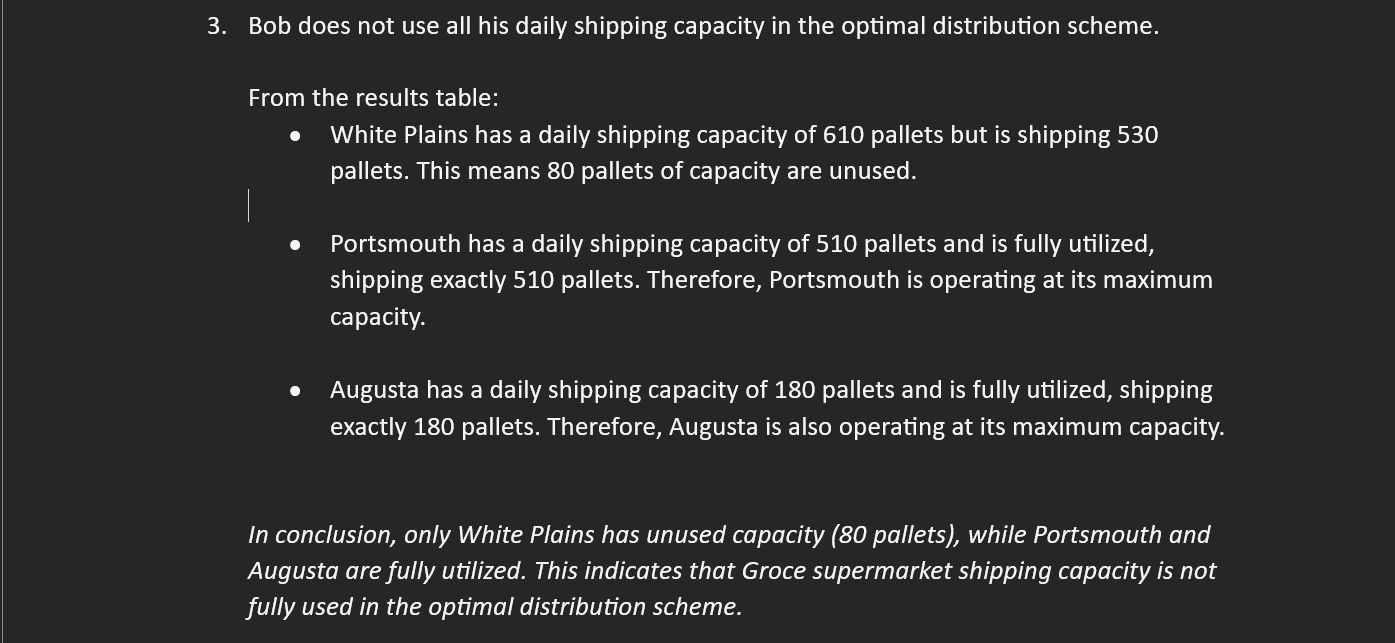 3. Bob does not use all his daily shipping capacity in the optimal distribution scheme.
From the results table:
• White Plains has a daily shipping capacity of 610 pallets but is shipping 530
pallets. This means 80 pallets of capacity are unused.
• Portsmouth has a daily shipping capacity of 510 pallets and is fully utilized,
shipping exactly 510 pallets. Therefore, Portsmouth is operating at its maximum
capacity.
• Augusta has a daily shipping capacity of 180 pallets and is fully utilized, shipping
exactly 180 pallets. Therefore, Augusta is also operating at its maximum capacity.
In conclusion, only White Plains has unused capacity (80 pallets), while Portsmouth and
Augusta are fully utilized. This indicates that Groce supermarket shipping capacity is not
fully used in the optimal distribution scheme.